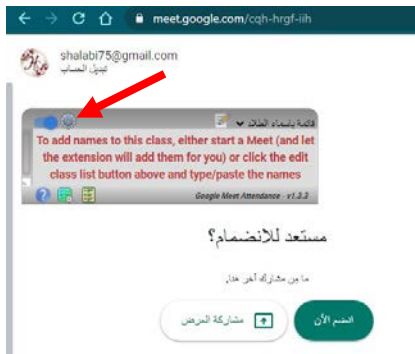 meet.google.com/cqh-hrgf-iih
shalabi75@gmail.com
تبديل الحساب
قائمة بأسماء الطلاب
To add names to this class, either start a Meet (and let
the extension will add them for you) or click the edit
class list button above and type/paste the names
Google Meet Attendance - v1.3.3
مستعد للانضمام؟
ما من مشارك آخر هنا.
انضم الآن
مشاركة العرض